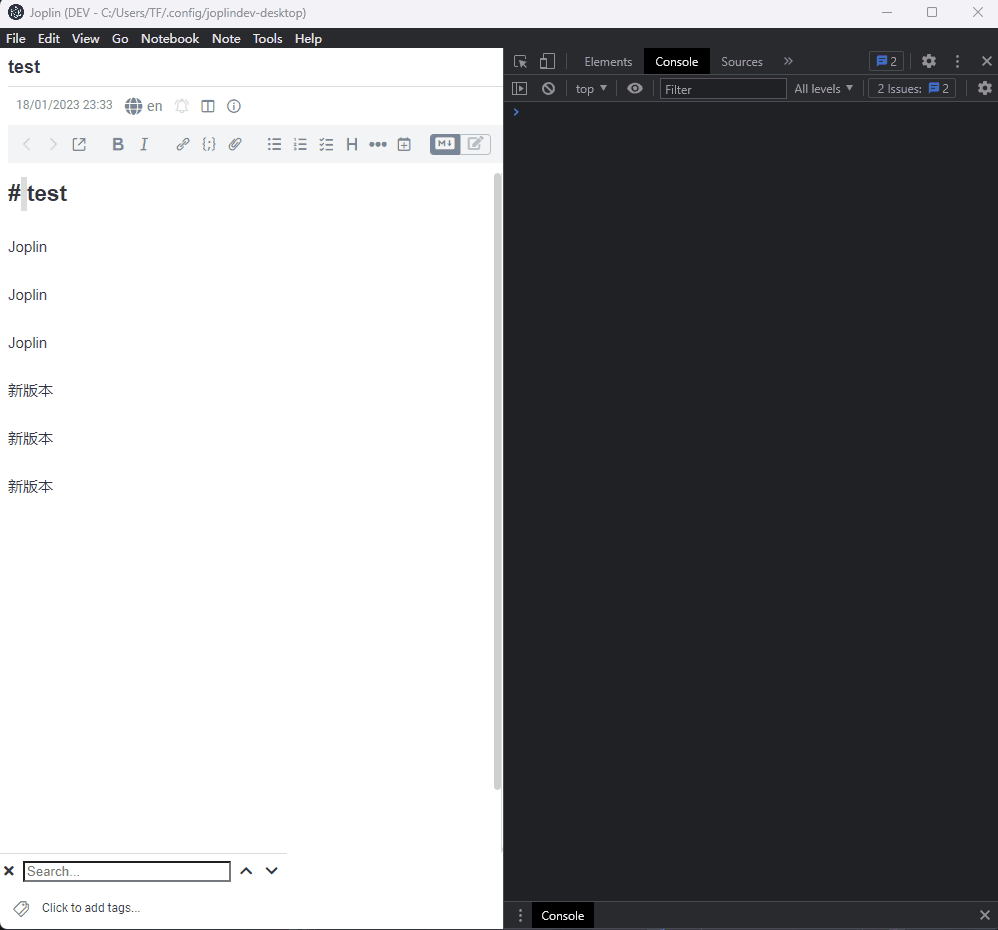 Joplin (DEV - C:/Users/TF/.config/joplindev-desktop)
File Edit View Go Notebook Note Tools Help
test
18/01/2023 23:33 en
B I {;} H M↓
# test
Joplin
Joplin
Joplin
新版本
新版本
新版本
Search...
Click to add tags...
Elements Console Sources » 2
top Filter All levels 2 Issues: 2
Console